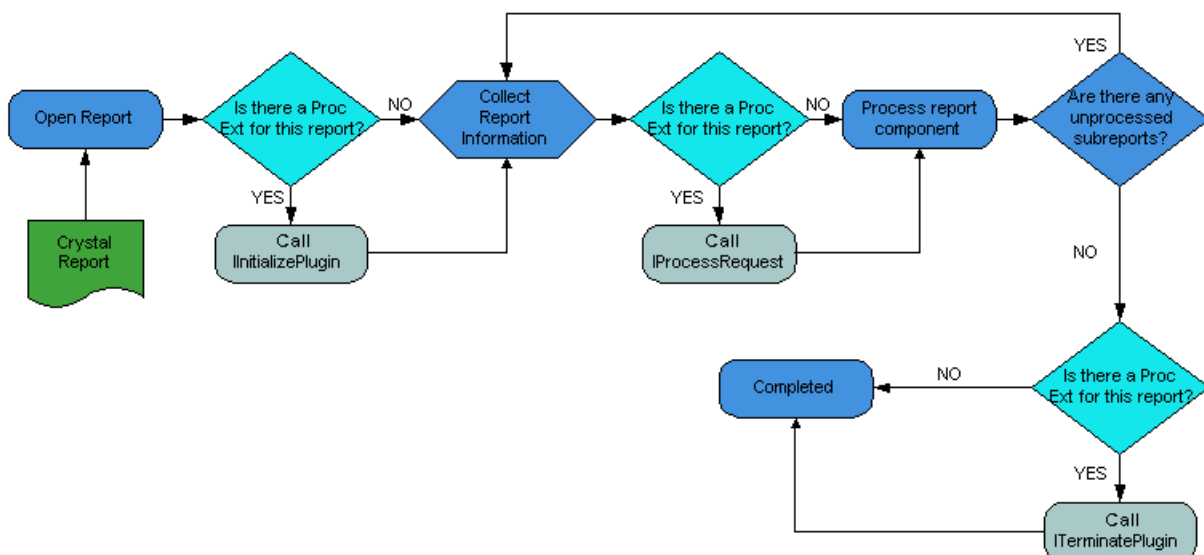 YES
Open Report
Is there a Proc
Ext for this report?
NO
Collect
Report
Information
Is there a Proc
Ext for this report?
NO
Process report
component
Are there any
unprocessed
subreports?
YES
Call
IInitializePlugin
YES
Call
IProcessRequest
Crystal
Report
NO
Completed
NO
Is there a Proc
Ext for this report?
YES
Call
ITerminatePlugin